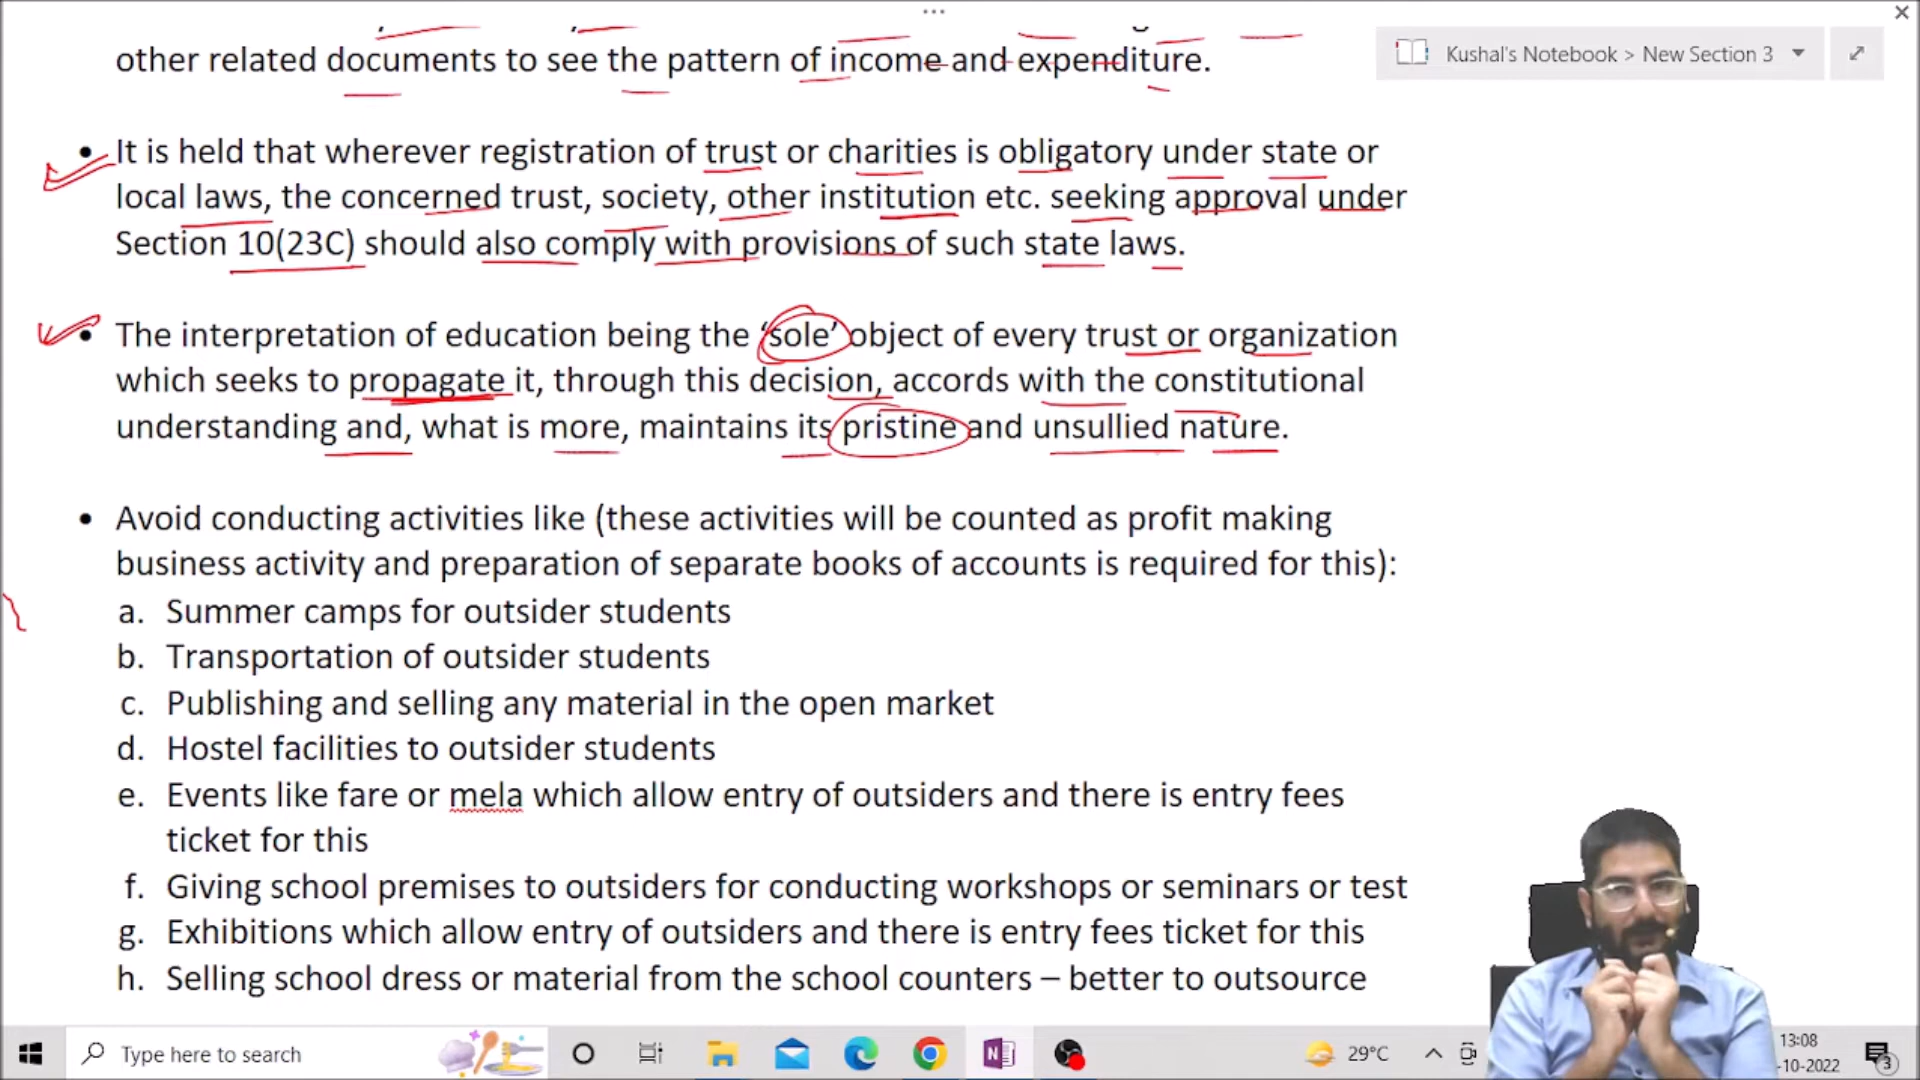 other related documents to see the pattern of income and expenditure.
Kushal's Notebook > New Section 3
• It is held that wherever registration of trust or charities is obligatory under state or
local laws, the concerned trust, society, other institution etc. seeking approval under
Section 10(23C) should also comply with provisions of such state laws.
• The interpretation of education being the ‘sole’ object of every trust or organization
which seeks to propagate it, through this decision, accords with the constitutional
understanding and, what is more, maintains its pristine and unsullied nature.
• Avoid conducting activities like (these activities will be counted as profit making
business activity and preparation of separate books of accounts is required for this):
a. Summer camps for outsider students
b. Transportation of outsider students
c. Publishing and selling any material in the open market
d. Hostel facilities to outsider students
e. Events like fare or mela which allow entry of outsiders and there is entry fees
ticket for this
f. Giving school premises to outsiders for conducting workshops or seminars or test
g. Exhibitions which allow entry of outsiders and there is entry fees ticket for this
h. Selling school dress or material from the school counters – better to outsource
Type here to search
29°C
13:08
-10-2022
3